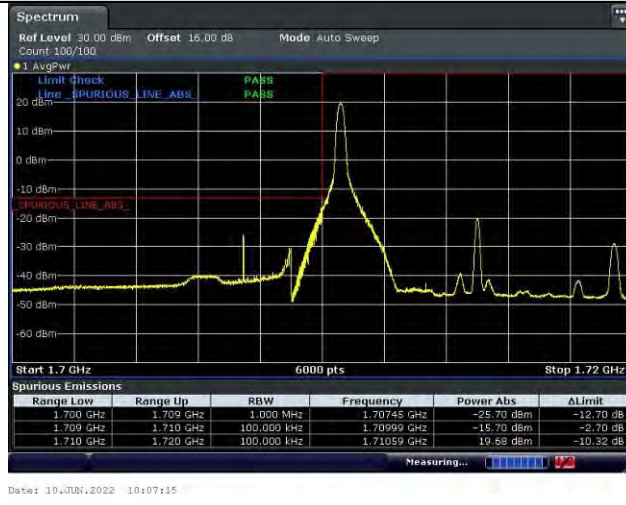 Spectrum
Ref Level 30.00 dBm Offset 16.00 dB Mode Auto Sweep
Count 100/100
1 AvgPwr
Limit Check PASS
Line _SPURIOUS_LINE_ABS_ PASS
20 dBm
10 dBm
0 dBm
-10 dBm
_SPURIOUS_LINE_ABS_
-20 dBm
-30 dBm
-40 dBm
-50 dBm
-60 dBm
Start 1.7 GHz 6000 pts Stop 1.72 GHz
Spurious Emissions
Range Low Range Up RBW Frequency Power Abs ΔLimit
1.700 GHz 1.709 GHz 1.000 MHz 1.70745 GHz -25.70 dBm -12.70 dB
1.709 GHz 1.710 GHz 100.000 kHz 1.70999 GHz -15.70 dBm -2.70 dB
1.710 GHz 1.720 GHz 100.000 kHz 1.71059 GHz 19.68 dBm -10.32 dB
Measuring...
Date: 10.JUN.2022 10:07:15